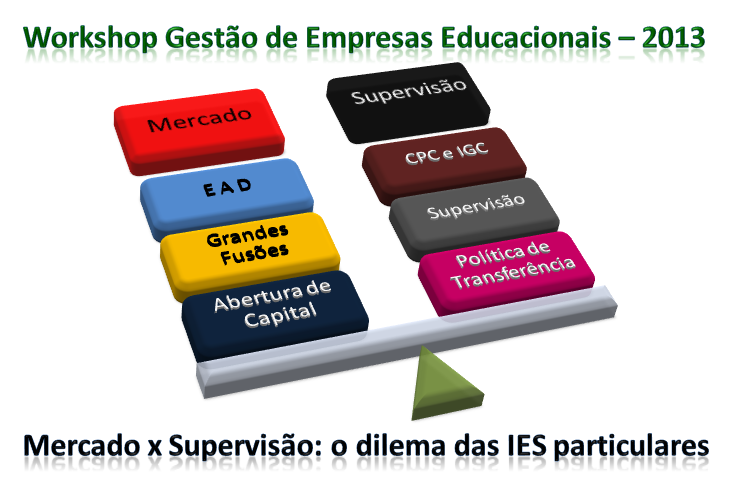 Workshop Gestão de Empresas Educacionais – 2013
Mercado
E A D
Grandes
Fusões
Abertura de
Capital
Supervisão
CPC e IGC
Supervisão
Política de
Transferência
Mercado x Supervisão: o dilema das IES particulares